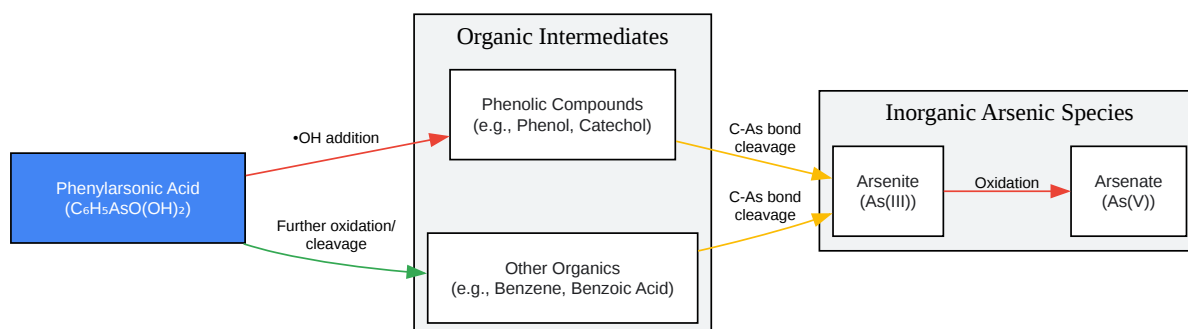 Organic Intermediates
Phenolic Compounds
(e.g., Phenol, Catechol)
•OH addition
Phenylarsonic Acid
(C₆H₅AsO(OH)₂)
Further oxidation/
cleavage
Other Organics
(e.g., Benzene, Benzoic Acid)
C-As bond
cleavage
C-As bond
cleavage
Inorganic Arsenic Species
Arsenite
(As(III))
Oxidation
Arsenate
(As(V))